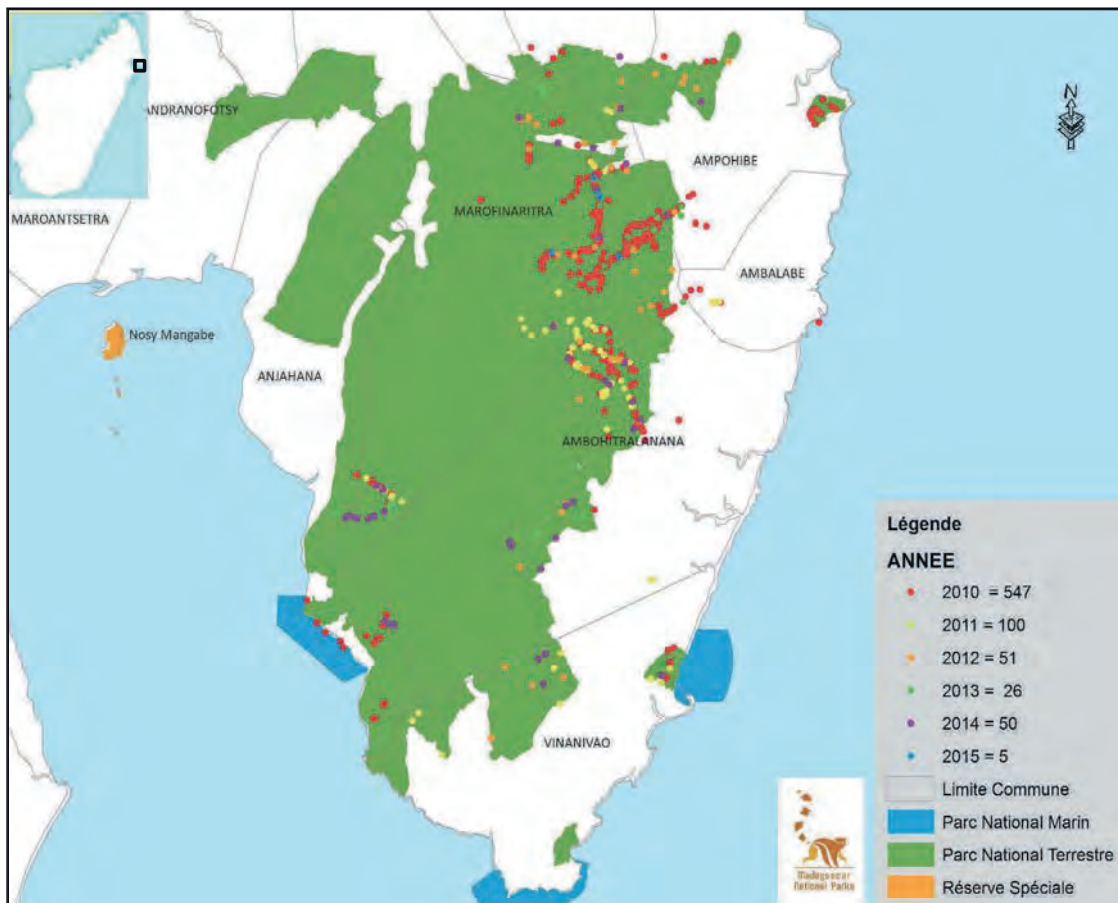 ANDRANOFOTSY
N
AMPOHIBE
MAROANTSETRA
MAROFINARITRA
AMBALABE
Nosy Mangabe
ANJAHANA
AMBOHITRALANANA
VINANIVAO
Légende
ANNEE
2010 = 547
2011 = 100
2012 = 51
2013 = 26
2014 = 50
2015 = 5
Limite Commune
Parc National Marin
Parc National Terrestre
Réserve Spéciale
Madagascar
National Parks